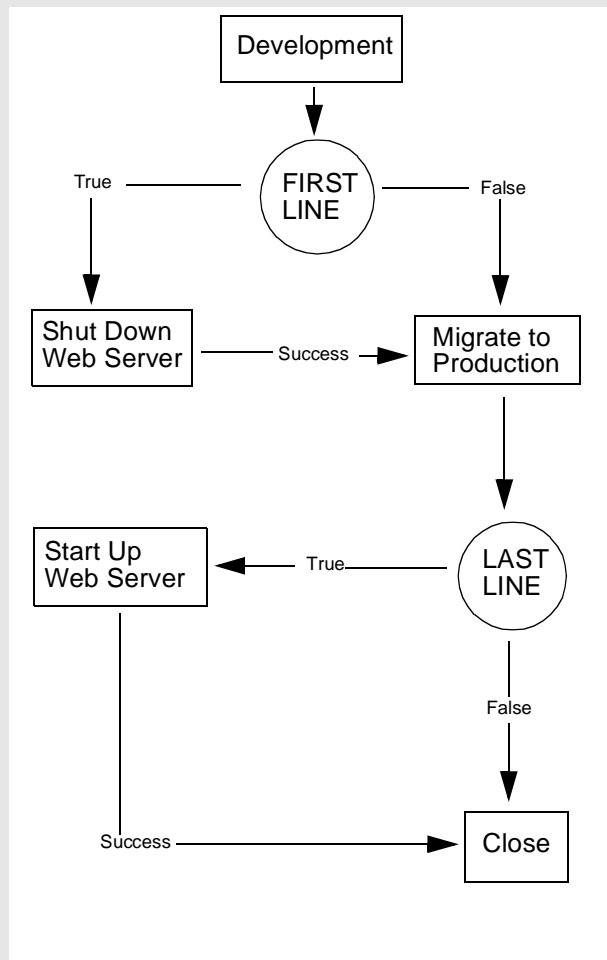 Development
True
FIRST
LINE
False
Shut Down
Web Server
Success
Migrate to
Production
Start Up
Web Server
True
LAST
LINE
False
Success
Close